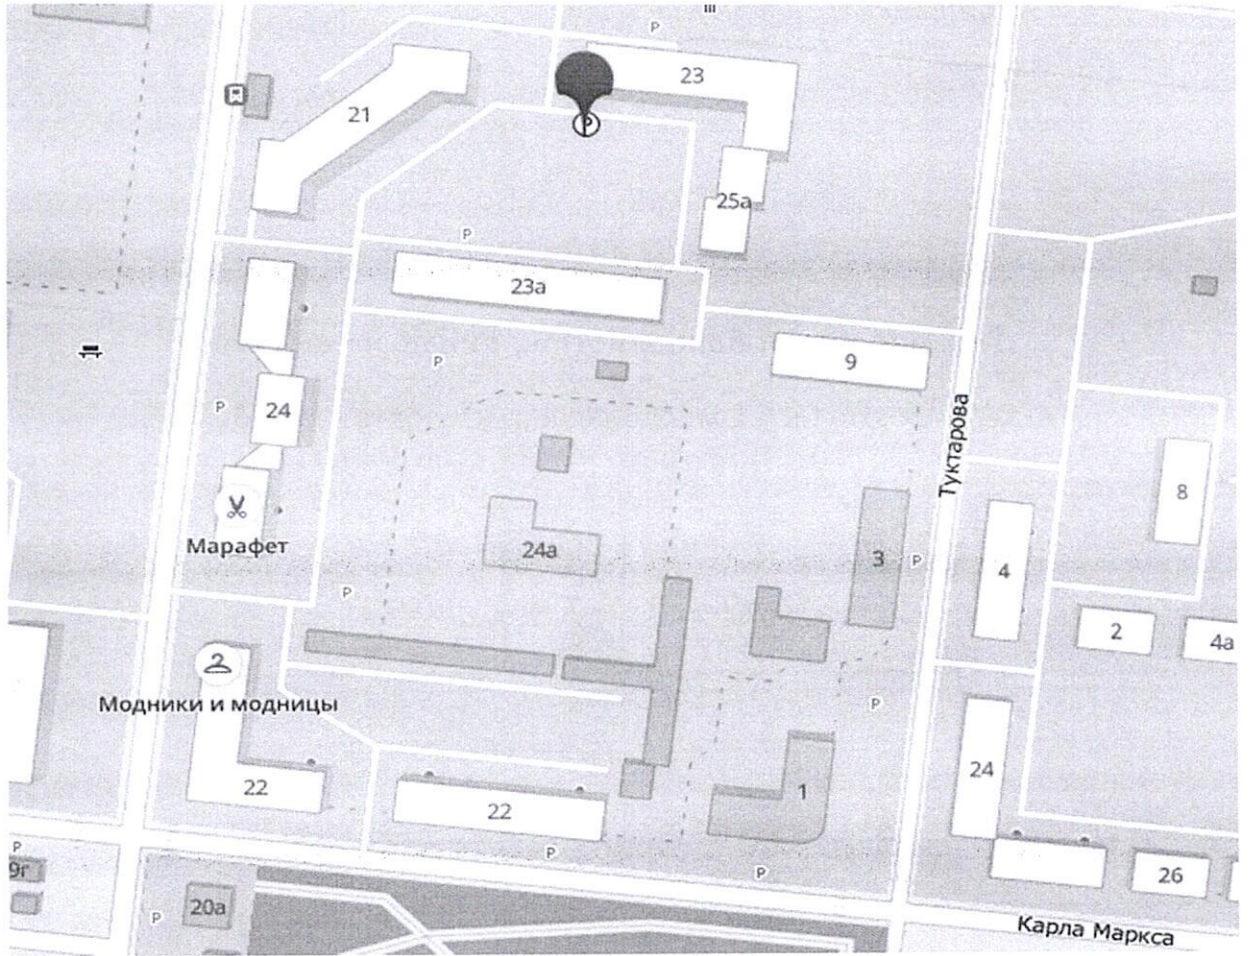 P
23
21
P
25а
P
23а
P
9
24
P
Туктарова
8
Марафет
24а
3
P
4
P
2
4а
Модники и модницы
P
24
22
1
22
P
P
9г
P
26
20а
P
Карла Маркса